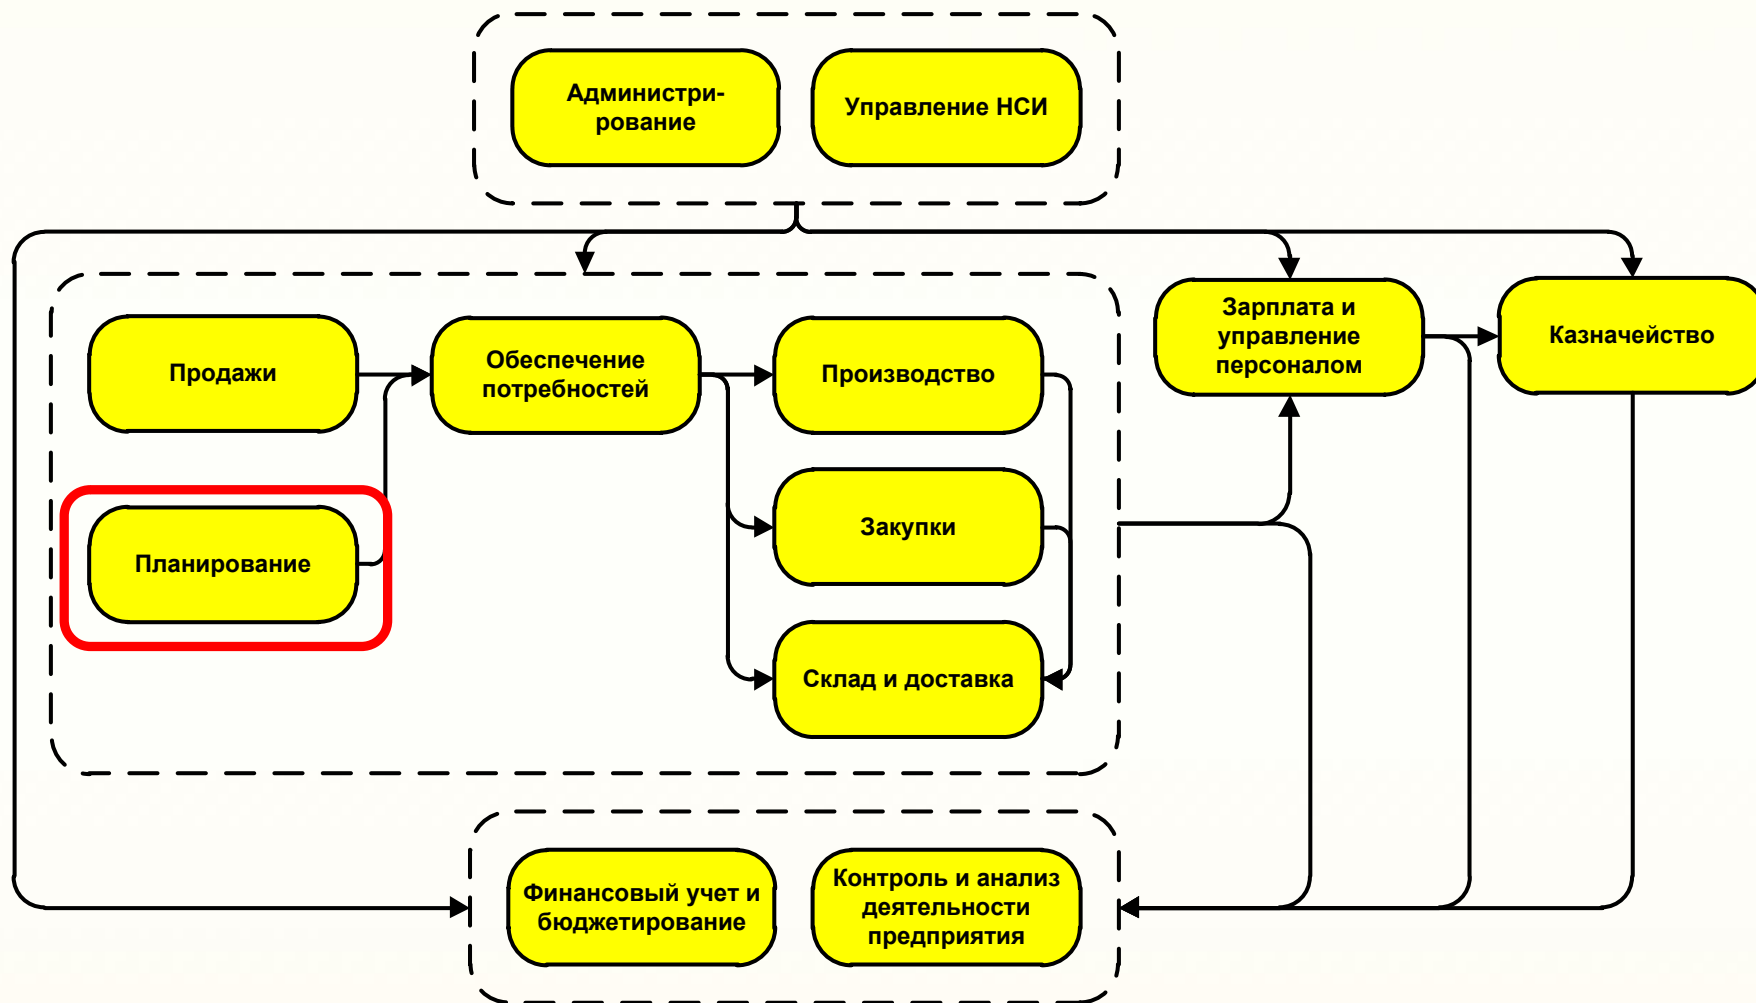 Администри-
рование
Управление НСИ
Продажи
Обеспечение
потребностей
Производство
Зарплата и
управление
персоналом
Казначейство
Планирование
Закупки
Склад и доставка
Финансовый учет и
бюджетирование
Контроль и анализ
деятельности
предприятия